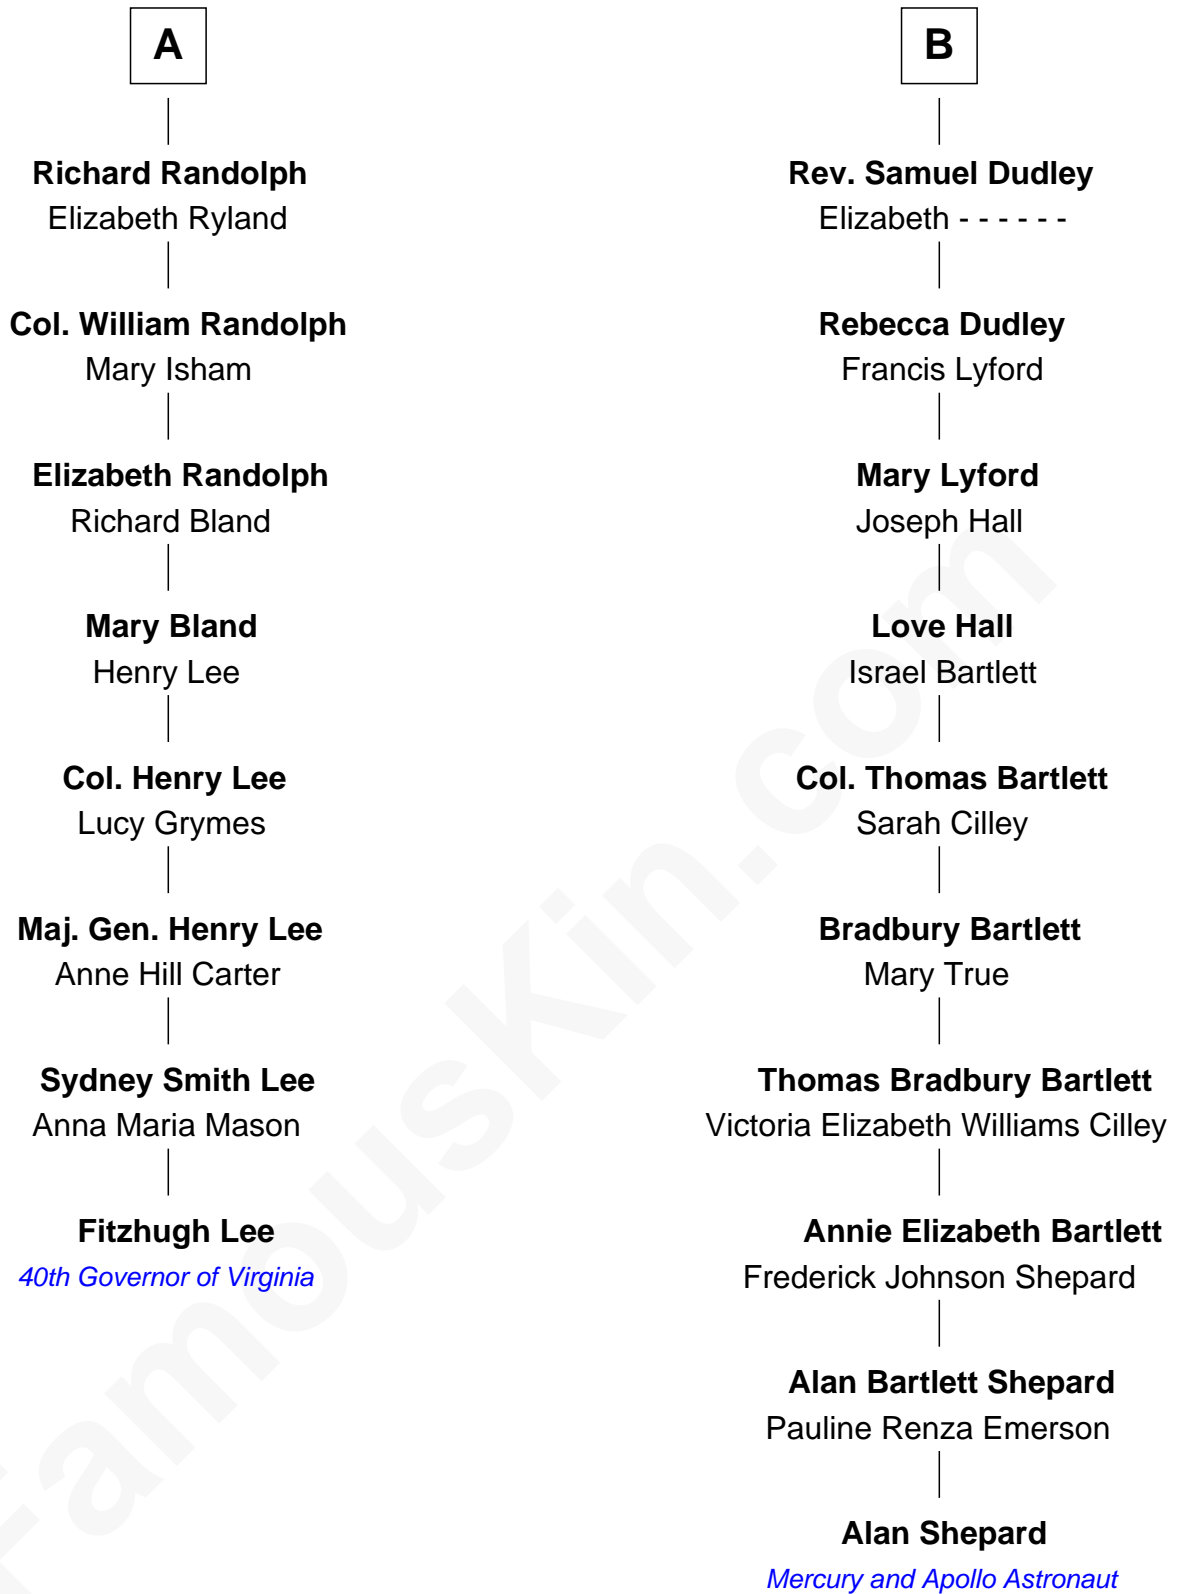 A
Richard Randolph
Elizabeth Ryland
Col. William Randolph
Mary Isham
Elizabeth Randolph
Richard Bland
Mary Bland
Henry Lee
Col. Henry Lee
Lucy Grymes
Maj. Gen. Henry Lee
Anne Hill Carter
Sydney Smith Lee
Anna Maria Mason
Fitzhugh Lee
40th Governor of Virginia
B
Rev. Samuel Dudley
Elizabeth - - - - - -
Rebecca Dudley
Francis Lyford
Mary Lyford
Joseph Hall
Love Hall
Israel Bartlett
Col. Thomas Bartlett
Sarah Cilley
Bradbury Bartlett
Mary True
Thomas Bradbury Bartlett
Victoria Elizabeth Williams Cilley
Annie Elizabeth Bartlett
Frederick Johnson Shepard
Alan Bartlett Shepard
Pauline Renza Emerson
Alan Shepard
Mercury and Apollo Astronaut
FamousKin.com